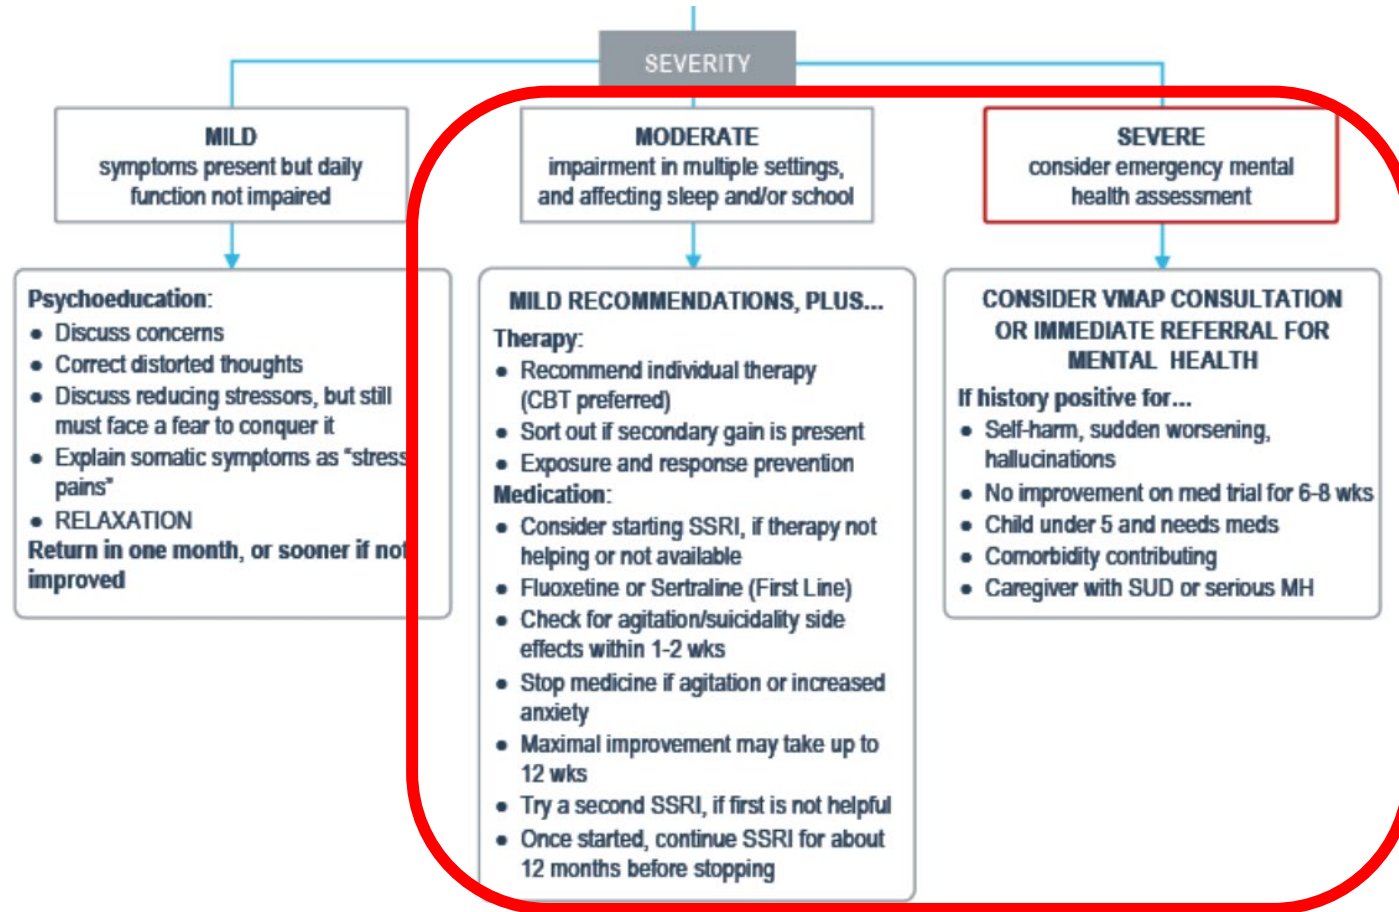 SEVERITY
MILD
symptoms present but daily
function not impaired
Psychoeducation:
● Discuss concerns
● Correct distorted thoughts
● Discuss reducing stressors, but still
must face a fear to conquer it
● Explain somatic symptoms as "stress
pains"
● RELAXATION
Return in one month, or sooner if not
improved
MODERATE
impairment in multiple settings,
and affecting sleep and/or school
MILD RECOMMENDATIONS, PLUS...
Therapy:
● Recommend individual therapy
(CBT preferred)
● Sort out if secondary gain is present
● Exposure and response prevention
Medication:
● Consider starting SSRI, if therapy not
helping or not available
● Fluoxetine or Sertraline (First Line)
● Check for agitation/suicidality side
effects within 1-2 wks
● Stop medicine if agitation or increased
anxiety
● Maximal improvement may take up to
12 wks
● Try a second SSRI, if first is not helpful
● Once started, continue SSRI for about
12 months before stopping
SEVERE
consider emergency mental
health assessment
CONSIDER VMAP CONSULTATION
OR IMMEDIATE REFERRAL FOR
MENTAL HEALTH
If history positive for...
● Self-harm, sudden worsening,
hallucinations
● No improvement on med trial for 6-8 wks
● Child under 5 and needs meds
● Comorbidity contributing
● Caregiver with SUD or serious MH